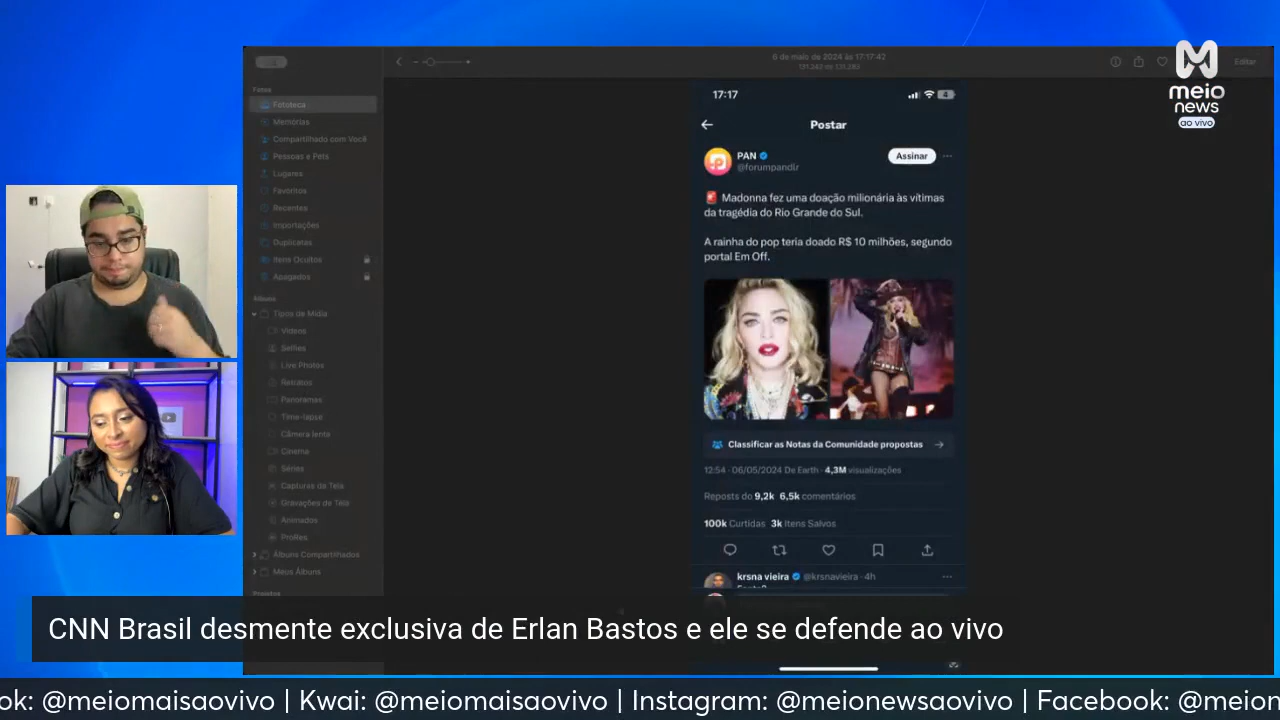 6 de maio de 2024 às 17:17:42
Editar
meio
news
ao vivo
Fotos
Fototeca
Memórias
Compartilhado com Você
Pessoas e Pets
Lugares
Favoritos
Recentes
Importações
Duplicatas
Itens Ocultos
Apagados
Álbuns
Tipos de Mídia
Vídeos
Selfies
Live Photos
Retratos
Panoramas
Time-lapse
Câmera lenta
Cinema
Séries
Capturas da Tela
Gravações de Tela
Animados
ProRes
Álbuns Compartilhados
Meus Álbuns
Projetos
17:17
4
Postar
PAN
@forumpandlr
Assinar
Madonna fez uma doação milionária às vítimas
da tragédia do Rio Grande do Sul.
A rainha do pop teria doado R$ 10 milhões, segundo
portal Em Off.
Classificar as Notas da Comunidade propostas
12:54 · 06/05/2024 De Earth · 4,3M visualizações
Reposts do 9,2k 6,5k comentários
100k Curtidas 3k Itens Salvos
krsna vieira @krsnavieira · 4h
CNN Brasil desmente exclusiva de Erlan Bastos e ele se defende ao vivo
ok: @meiomaisaovivo | Kwai: @meiomaisaovivo | Instagram: @meionewsaovivo | Facebook: @meion